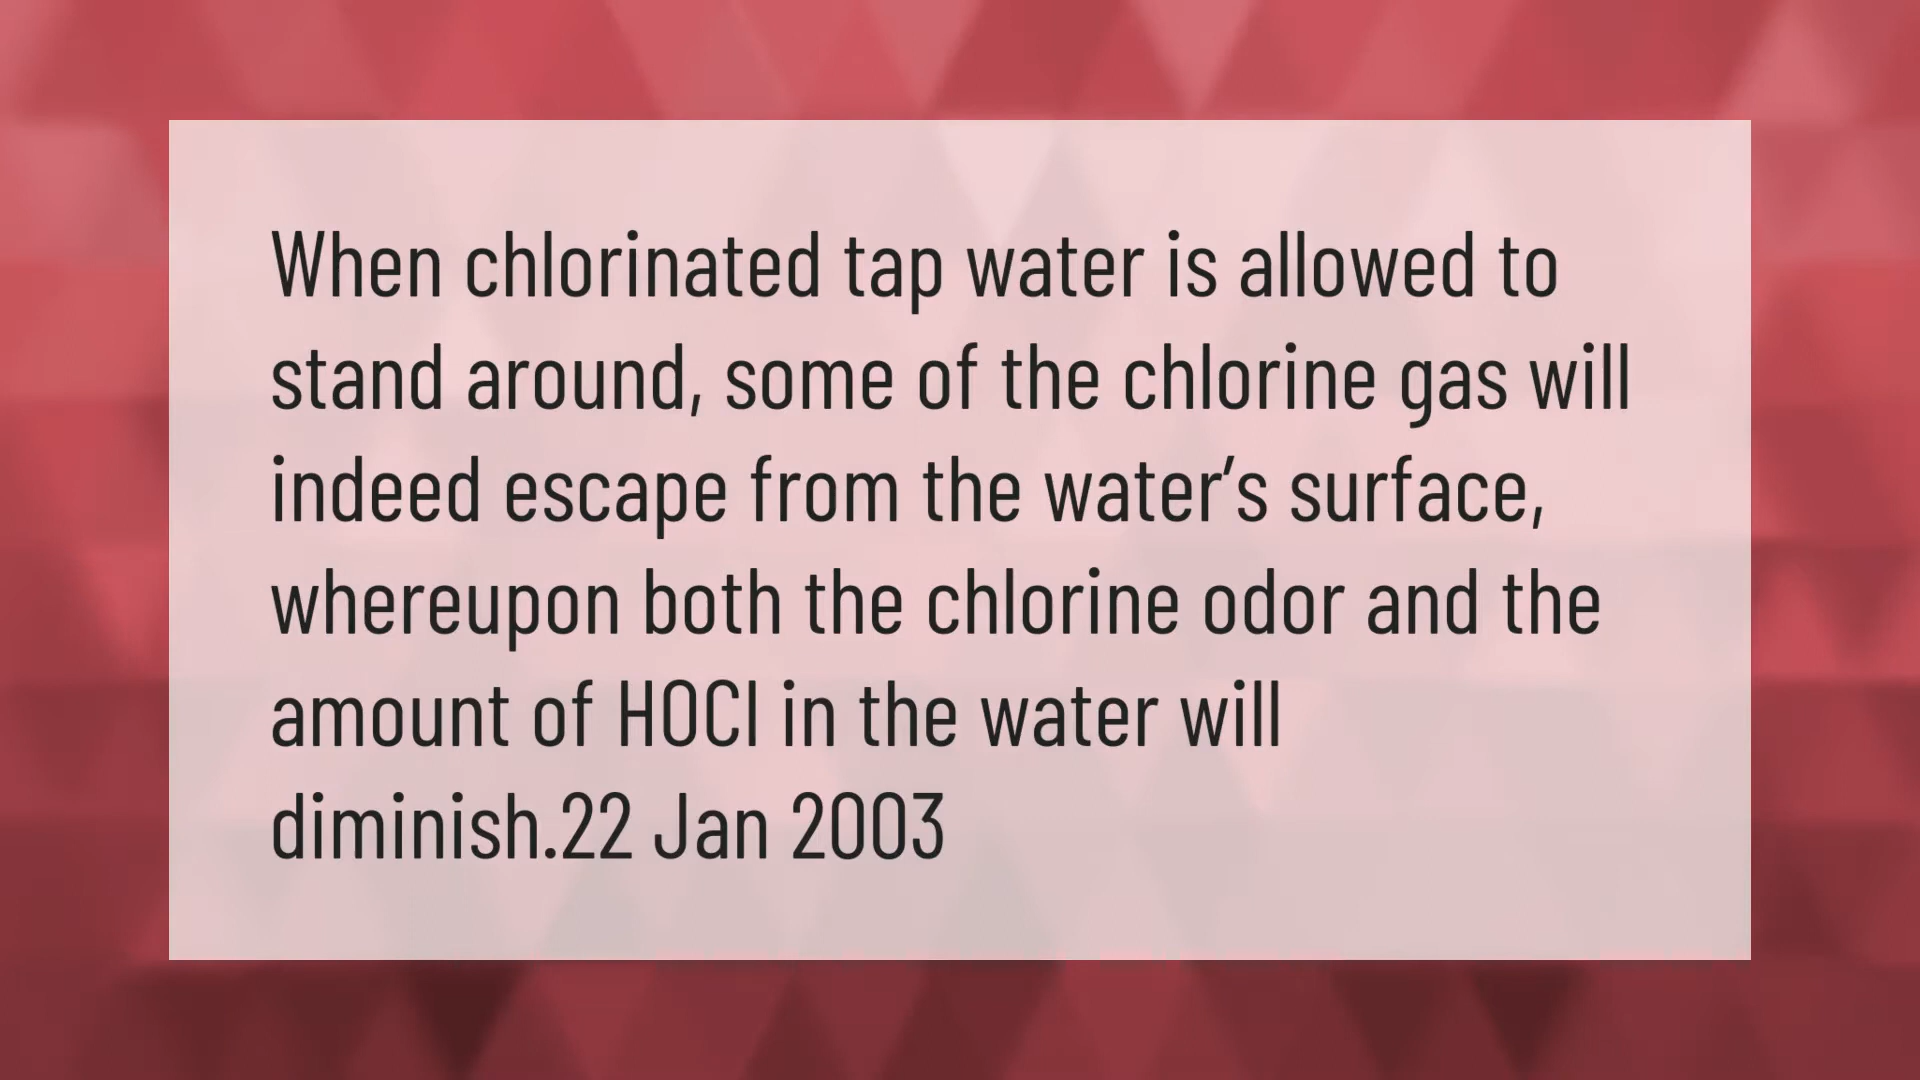 When chlorinated tap water is allowed to
stand around, some of the chlorine gas will
indeed escape from the water’s surface,
whereupon both the chlorine odor and the
amount of HOCl in the water will
diminish.22 Jan 2003